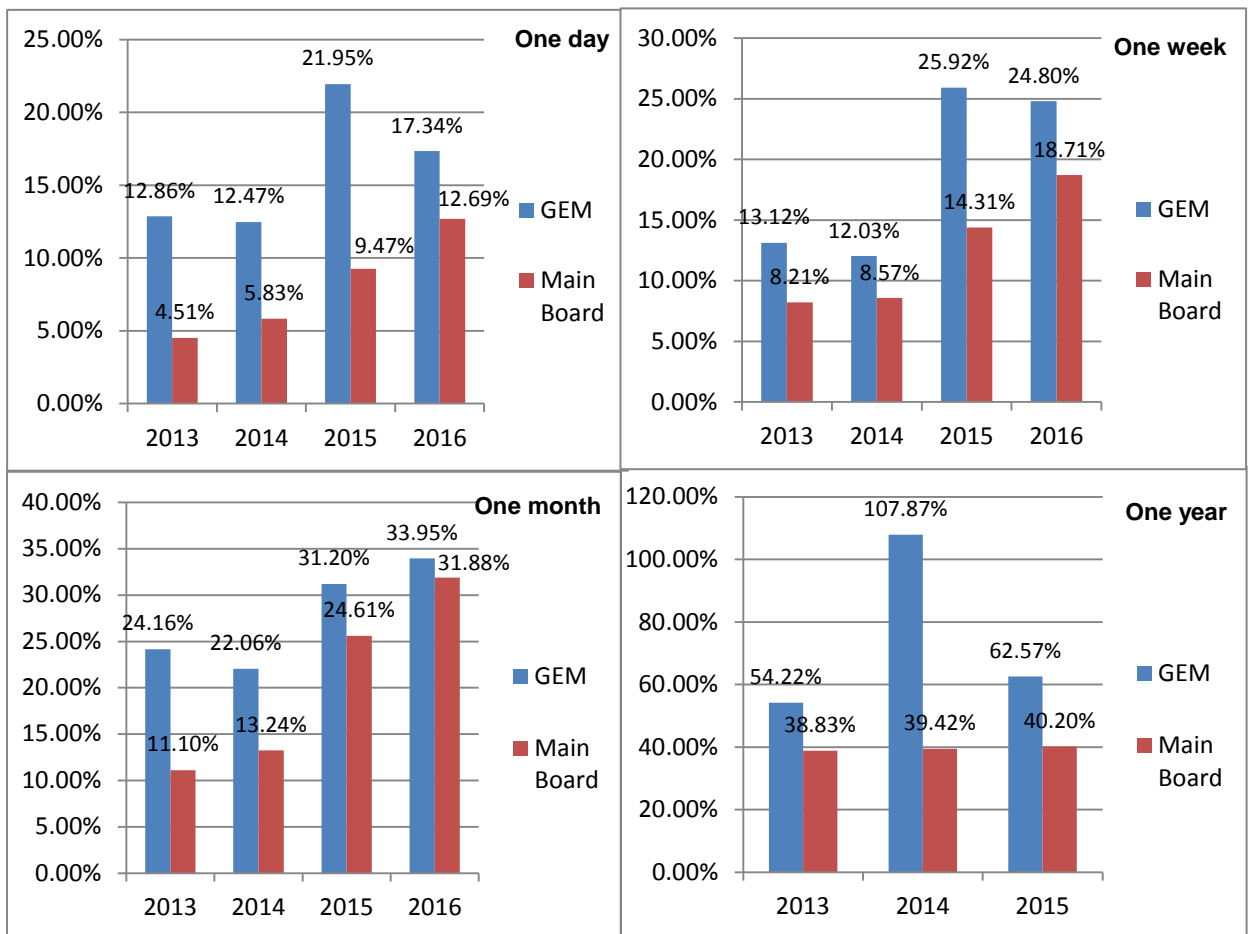 One day
25.00%
20.00%
15.00%
10.00%
5.00%
0.00%
12.86%
4.51%
12.47%
5.83%
21.95%
9.47%
17.34%
12.69%
2013 2014 2015 2016
GEM
Main
Board
One week
30.00%
25.00%
20.00%
15.00%
10.00%
5.00%
0.00%
13.12%
8.21%
12.03%
8.57%
25.92%
14.31%
24.80%
18.71%
2013 2014 2015 2016
GEM
Main
Board
One month
40.00%
35.00%
30.00%
25.00%
20.00%
15.00%
10.00%
5.00%
0.00%
24.16%
11.10%
22.06%
13.24%
31.20%
24.61%
33.95%
31.88%
2013 2014 2015 2016
GEM
Main
Board
One year
120.00%
100.00%
80.00%
60.00%
40.00%
20.00%
0.00%
54.22%
38.83%
107.87%
39.42%
62.57%
40.20%
2013 2014 2015
GEM
Main
Board